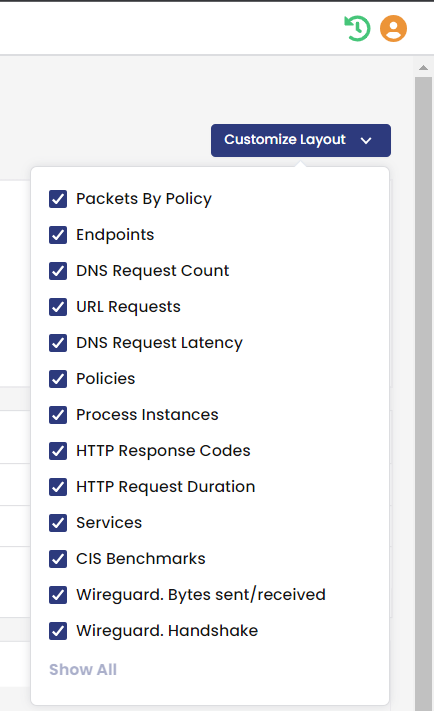 Customize Layout
Packets By Policy
Endpoints
DNS Request Count
URL Requests
DNS Request Latency
Policies
Process Instances
HTTP Response Codes
HTTP Request Duration
Services
CIS Benchmarks
Wireguard. Bytes sent/received
Wireguard. Handshake
Show All